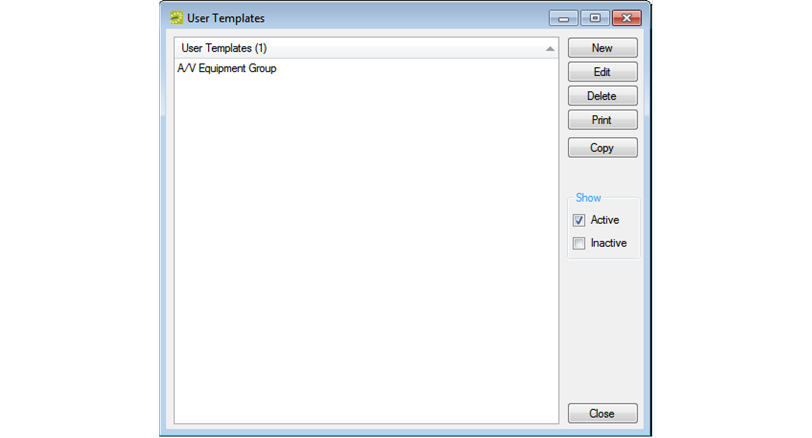 User Templates
User Templates (1)
A/V Equipment Group
New
Edit
Delete
Print
Copy
Show
Active
Inactive
Close